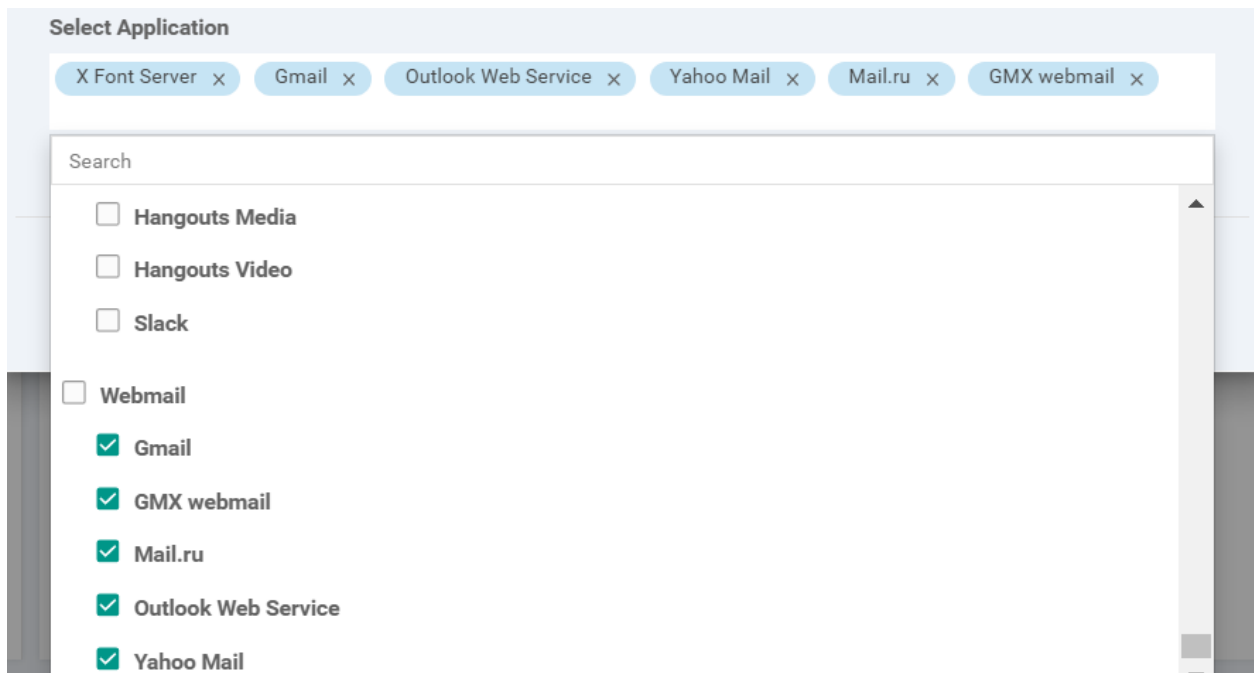 Select Application
X Font Server × Gmail × Outlook Web Service × Yahoo Mail × Mail.ru × GMX webmail ×
Search
Hangouts Media
Hangouts Video
Slack
Webmail
Gmail
GMX webmail
Mail.ru
Outlook Web Service
Yahoo Mail